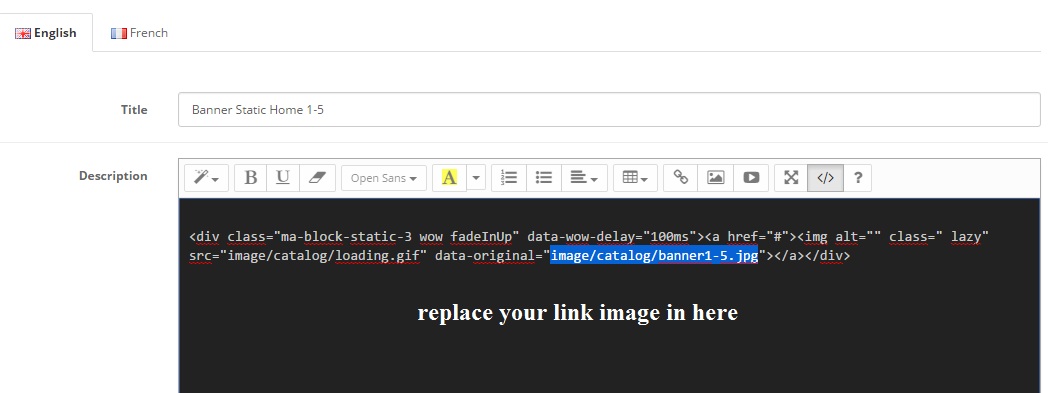 English French
Title Banner Static Home 1-5
Description B U Open Sans A </> ?
<div class="ma-block-static-3 wow fadeInUp" data-wow-delay="100ms"><a href="#"><img alt="" class=" lazy"
src="image/catalog/loading.gif" data-original="image/catalog/banner1-5.jpg"></a></div>
replace your link image in here